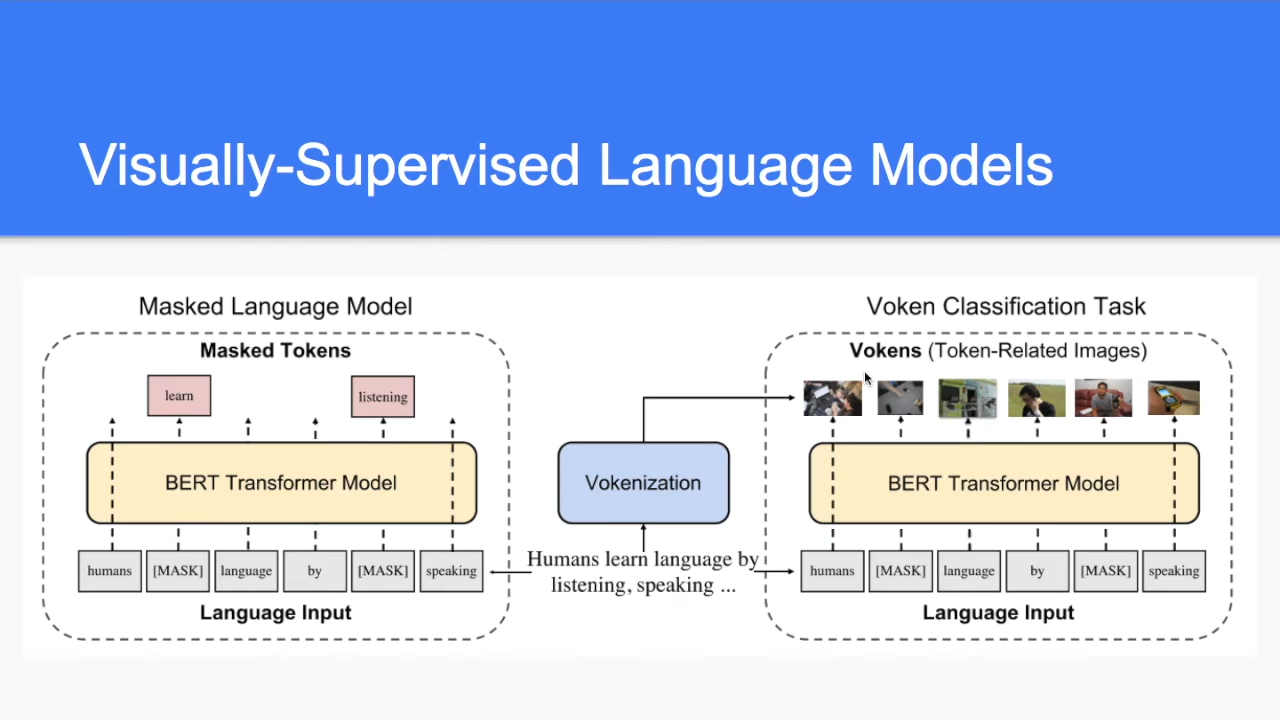 Visually-Supervised Language Models
Masked Language Model
Masked Tokens
learn
listening
BERT Transformer Model
humans
[MASK]
language
by
[MASK]
speaking
Language Input
Vokenization
Humans learn language by
listening, speaking ...
Voken Classification Task
Vokens (Token-Related Images)
BERT Transformer Model
humans
[MASK]
language
by
[MASK]
speaking
Language Input